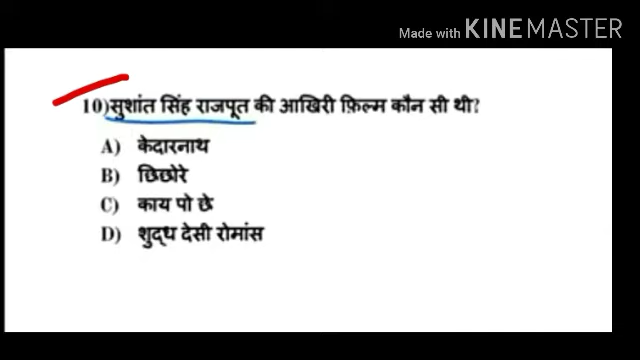 Made with KINEMASTER
10)सुशांत सिंह राजपूत की आखिरी फ़िल्म कौन सी थी?
A) केदारनाथ
B) छिछोरे
C) काय पो छे
D) शुद्ध देसी रोमांस